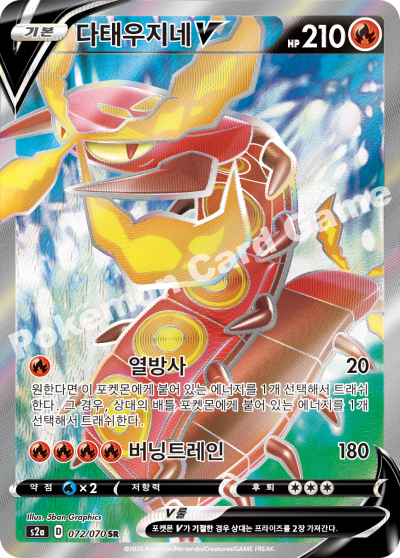 기본 다태우지네 V HP 210
Pokémon Card Game
열방사 20
원한다면 이 포켓몬에게 붙어 있는 에너지를 1개 선택해서 트래쉬
한다. 그 경우, 상대의 배틀 포켓몬에게 붙어 있는 에너지를 1개
선택해서 트래쉬한다.
버닝트레인 180
약점 ×2 저항력 후퇴
Illus. 5ban Graphics
V룰
s2a D 072/070 SR
포켓몬 V가 기절한 경우 상대는 프라이즈를 2장 가져간다.
©2020 Pokémon/Nintendo/Creatures/GAME FREAK.